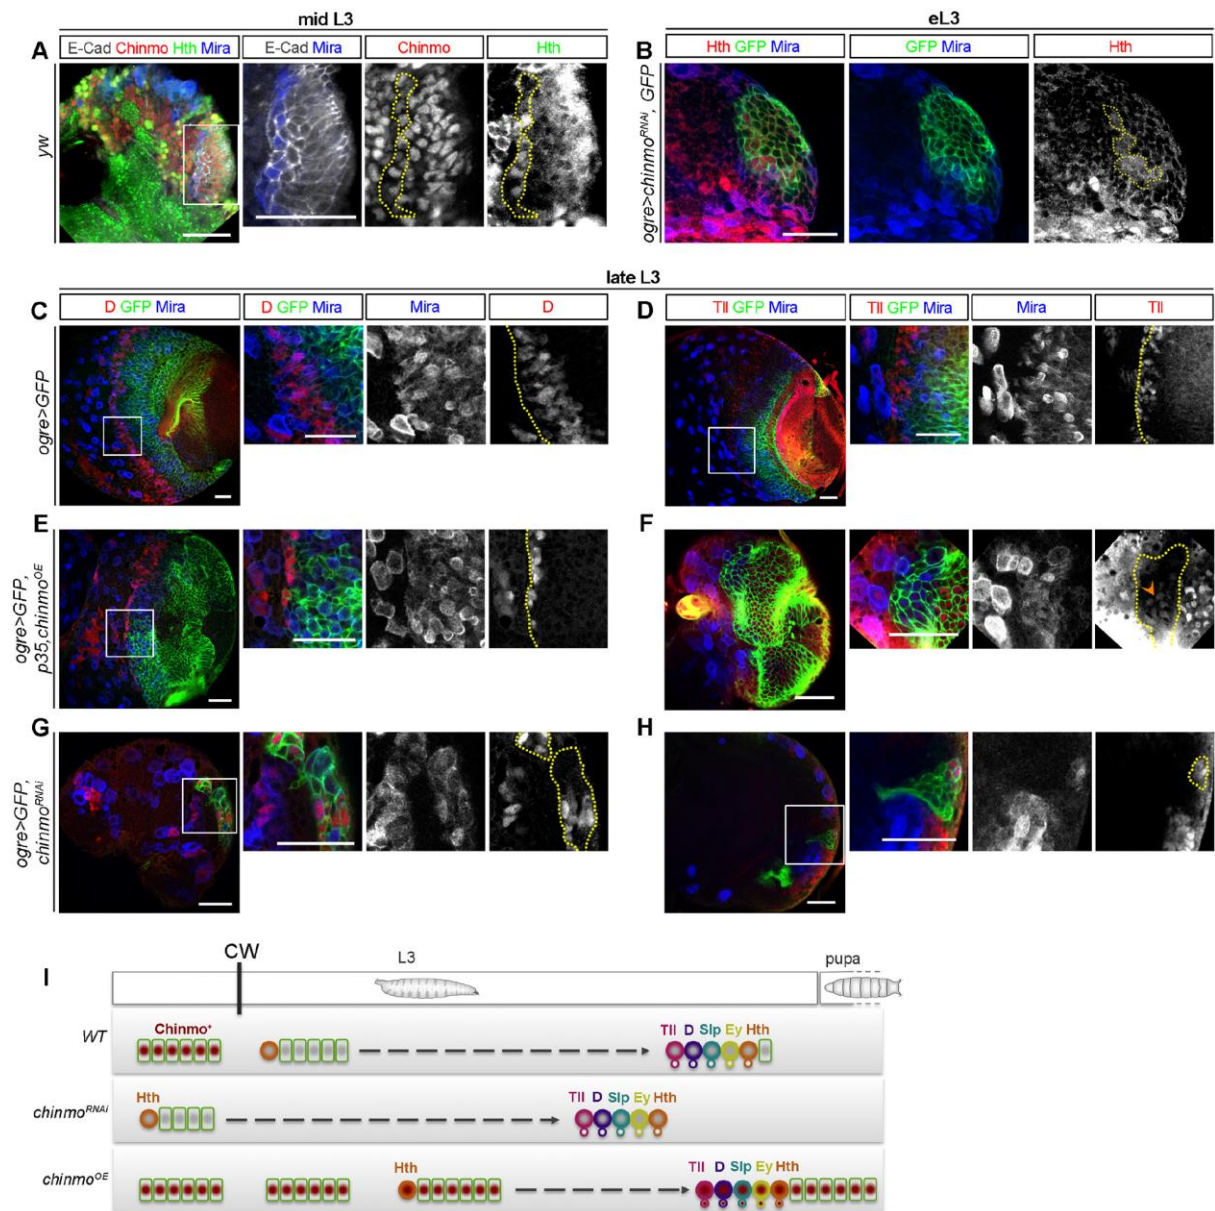 mid L3
eL3
A
E-Cad Chinmo Hth Mira
E-Cad Mira
Chinmo
Hth
B
Hth GFP Mira
GFP Mira
Hth
yw
ogre>chinmoRNAi, GFP
late L3
C
D GFP Mira
D GFP Mira
Mira
D
D
Tll GFP Mira
Tll GFP Mira
Mira
Tll
ogre>GFP
E
F
ogre>GFP,
p35,chinmoOE
G
H
ogre>GFP,
chinmoRNAi
I
CW
L3
pupa
WT
Chinmo+
Tll D Slp Ey Hth
chinmoRNAi
Hth
Tll D Slp Ey Hth
chinmoOE
Hth
Tll D Slp Ey Hth